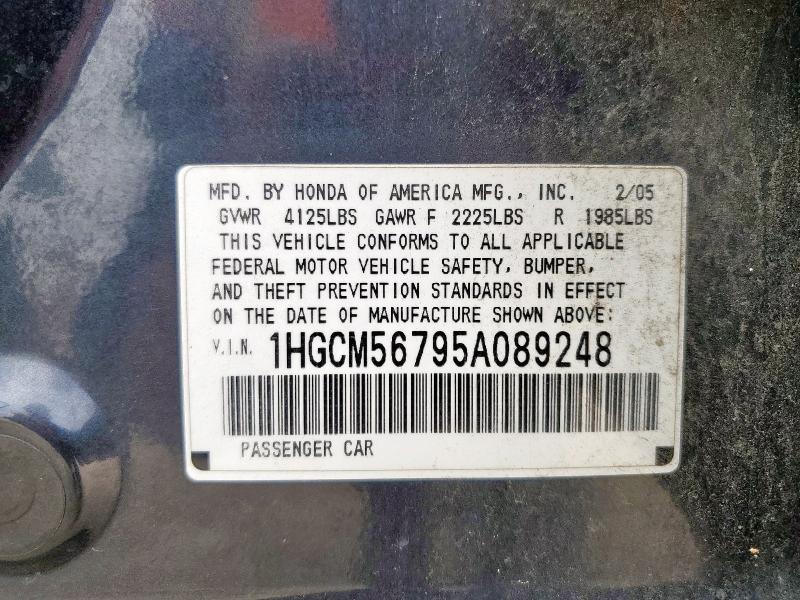 MFD. BY HONDA OF AMERICA MFG., INC. 2/05
GVWR 4125LBS GAWR F 2225LBS R 1985LBS
THIS VEHICLE CONFORMS TO ALL APPLICABLE
FEDERAL MOTOR VEHICLE SAFETY, BUMPER,
AND THEFT PREVENTION STANDARDS IN EFFECT
ON THE DATE OF MANUFACTURE SHOWN ABOVE:
V.I.N. 1HGCM56795A089248
PASSENGER CAR